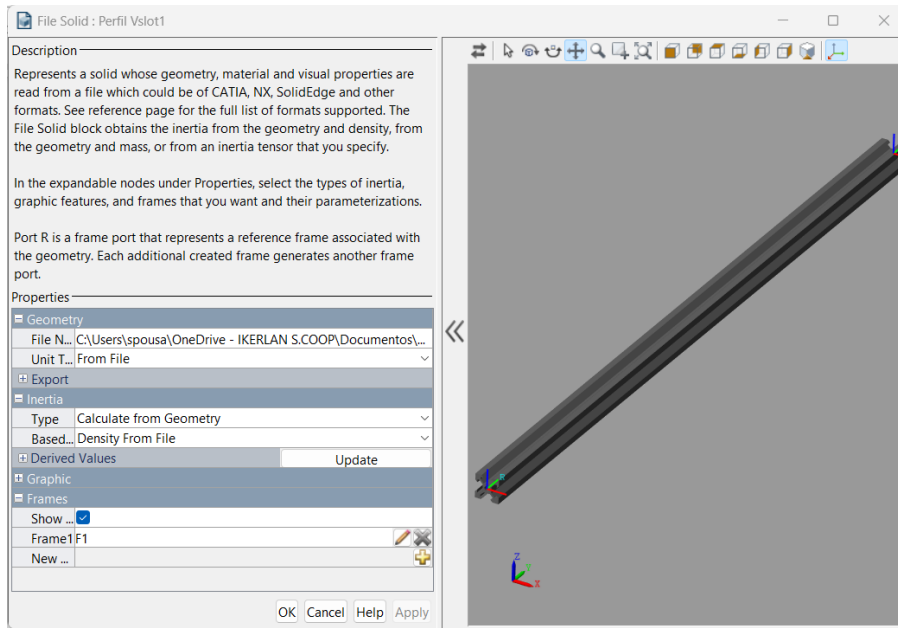 File Solid : Perfil Vslot1
Description
Represents a solid whose geometry, material and visual properties are
read from a file which could be of CATIA, NX, SolidEdge and other
formats. See reference page for the full list of formats supported. The
File Solid block obtains the inertia from the geometry and density, from
the geometry and mass, or from an inertia tensor that you specify.
In the expandable nodes under Properties, select the types of inertia,
graphic features, and frames that you want and their parameterizations.
Port R is a frame port that represents a reference frame associated with
the geometry. Each additional created frame generates another frame
port.
Properties
Geometry
File N... C:\Users\spousa\OneDrive - IKERLAN S.COOP\Documentos\...
Unit T... From File
Export
Inertia
Type Calculate from Geometry
Based... Density From File
Derived Values Update
Graphic
Frames
Show ...
Frame1 F1
New ...
OK Cancel Help Apply
R
Z
Y
X